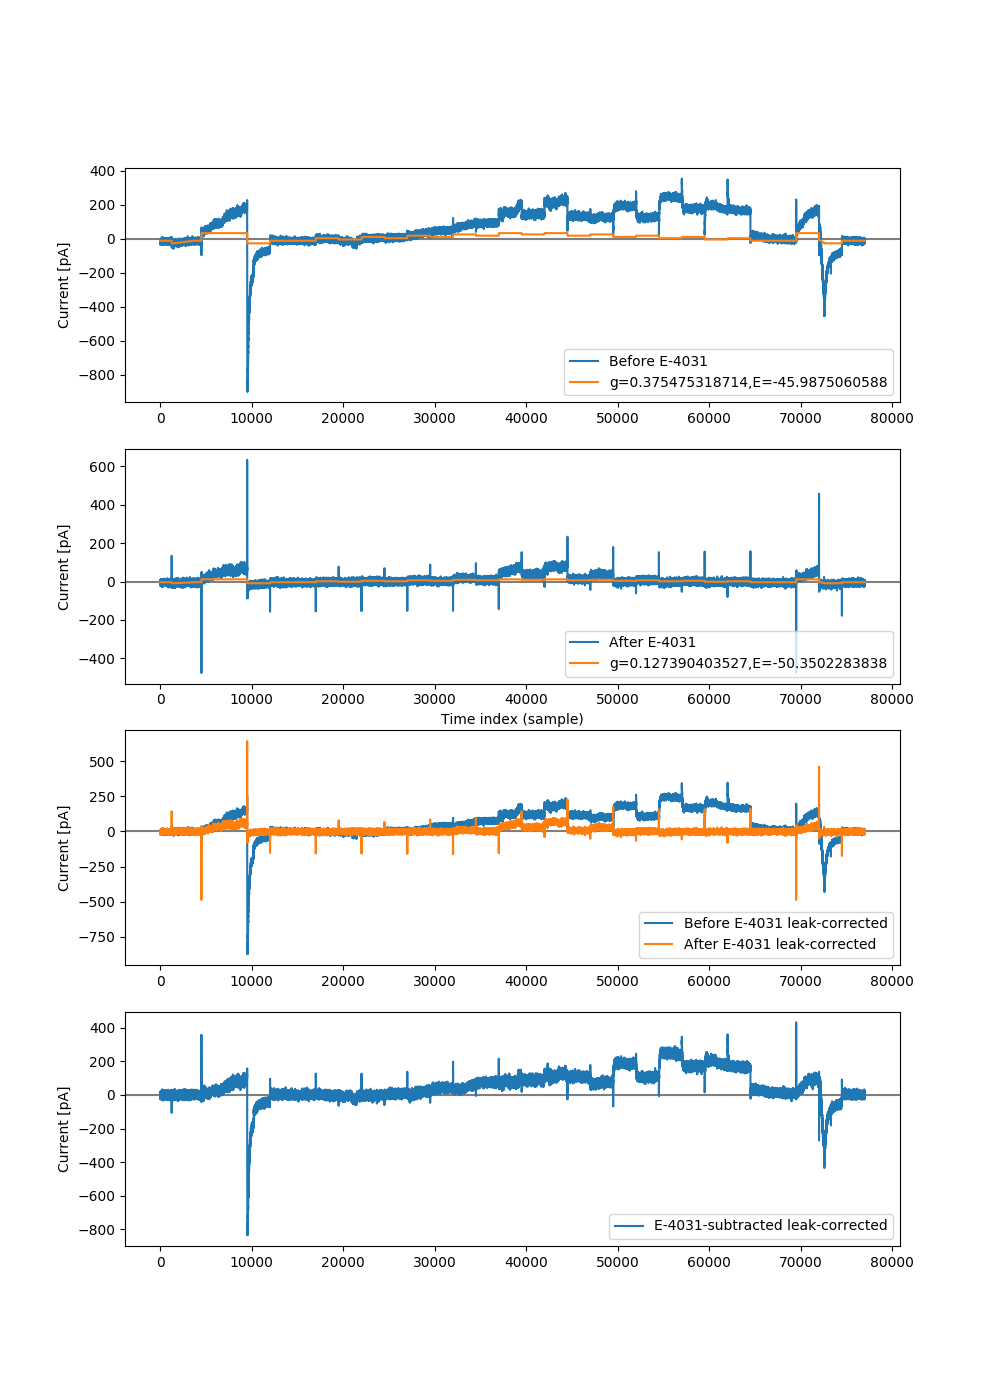 400
200
0
−200
−400
−600
−800
Current [pA]
Before E-4031
g=0.375475318714,E=-45.9875060588
0 10000 20000 30000 40000 50000 60000 70000 80000
600
400
200
0
−200
−400
Current [pA]
After E-4031
g=0.127390403527,E=-50.3502283838
0 10000 20000 30000 40000 50000 60000 70000 80000
Time index (sample)
500
250
0
−250
−500
−750
Current [pA]
Before E-4031 leak-corrected
After E-4031 leak-corrected
0 10000 20000 30000 40000 50000 60000 70000 80000
400
200
0
−200
−400
−600
−800
Current [pA]
E-4031-subtracted leak-corrected
0 10000 20000 30000 40000 50000 60000 70000 80000